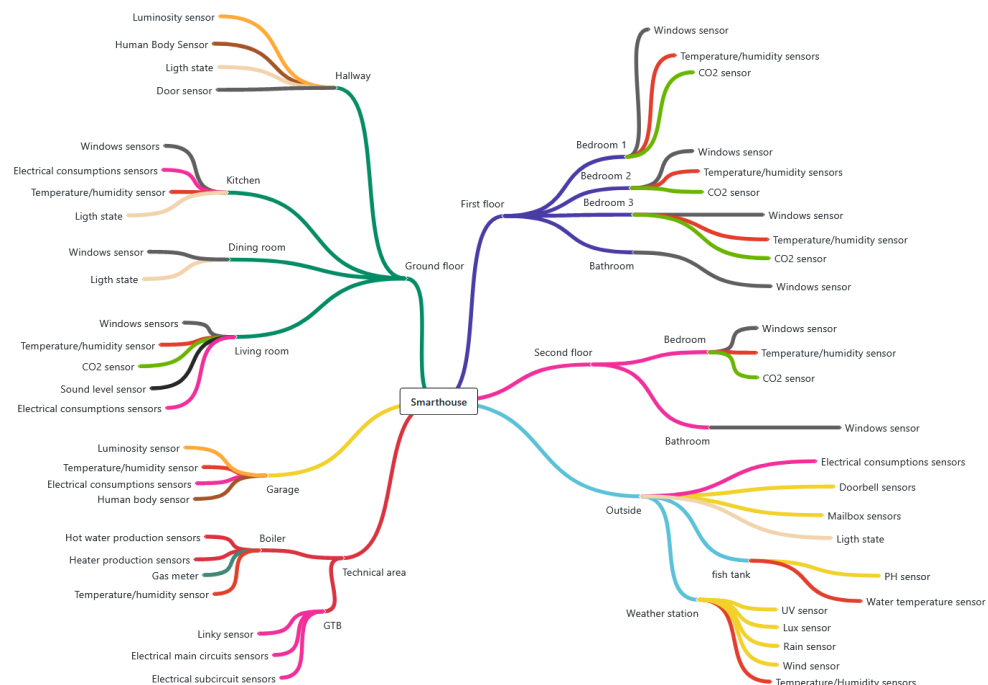 Luminosity sensor
Human Body Sensor
Ligth state
Door sensor
Hallway
Windows sensors
Electrical consumptions sensors
Temperature/humidity sensor
Ligth state
Kitchen
Windows sensor
Ligth state
Dining room
Ground floor
Windows sensors
Temperature/humidity sensor
CO2 sensor
Sound level sensor
Electrical consumptions sensors
Living room
Smarthouse
Luminosity sensor
Temperature/humidity sensor
Electrical consumptions sensors
Human body sensor
Garage
Hot water production sensors
Heater production sensors
Gas meter
Temperature/humidity sensor
Boiler
Technical area
Linky sensor
Electrical main circuits sensors
Electrical subcircuit sensors
GTB
First floor
Bedroom 1
Windows sensor
Temperature/humidity sensors
CO2 sensor
Bedroom 2
Windows sensor
Temperature/humidity sensors
CO2 sensor
Bedroom 3
Windows sensor
Temperature/humidity sensor
CO2 sensor
Bathroom
Windows sensor
Second floor
Bedroom
Windows sensor
Temperature/humidity sensor
CO2 sensor
Bathroom
Windows sensor
Outside
Electrical consumptions sensors
Doorbell sensors
Mailbox sensors
Ligth state
fish tank
PH sensor
Water temperature sensor
Weather station
UV sensor
Lux sensor
Rain sensor
Wind sensor
Temperature/Humidity sensors